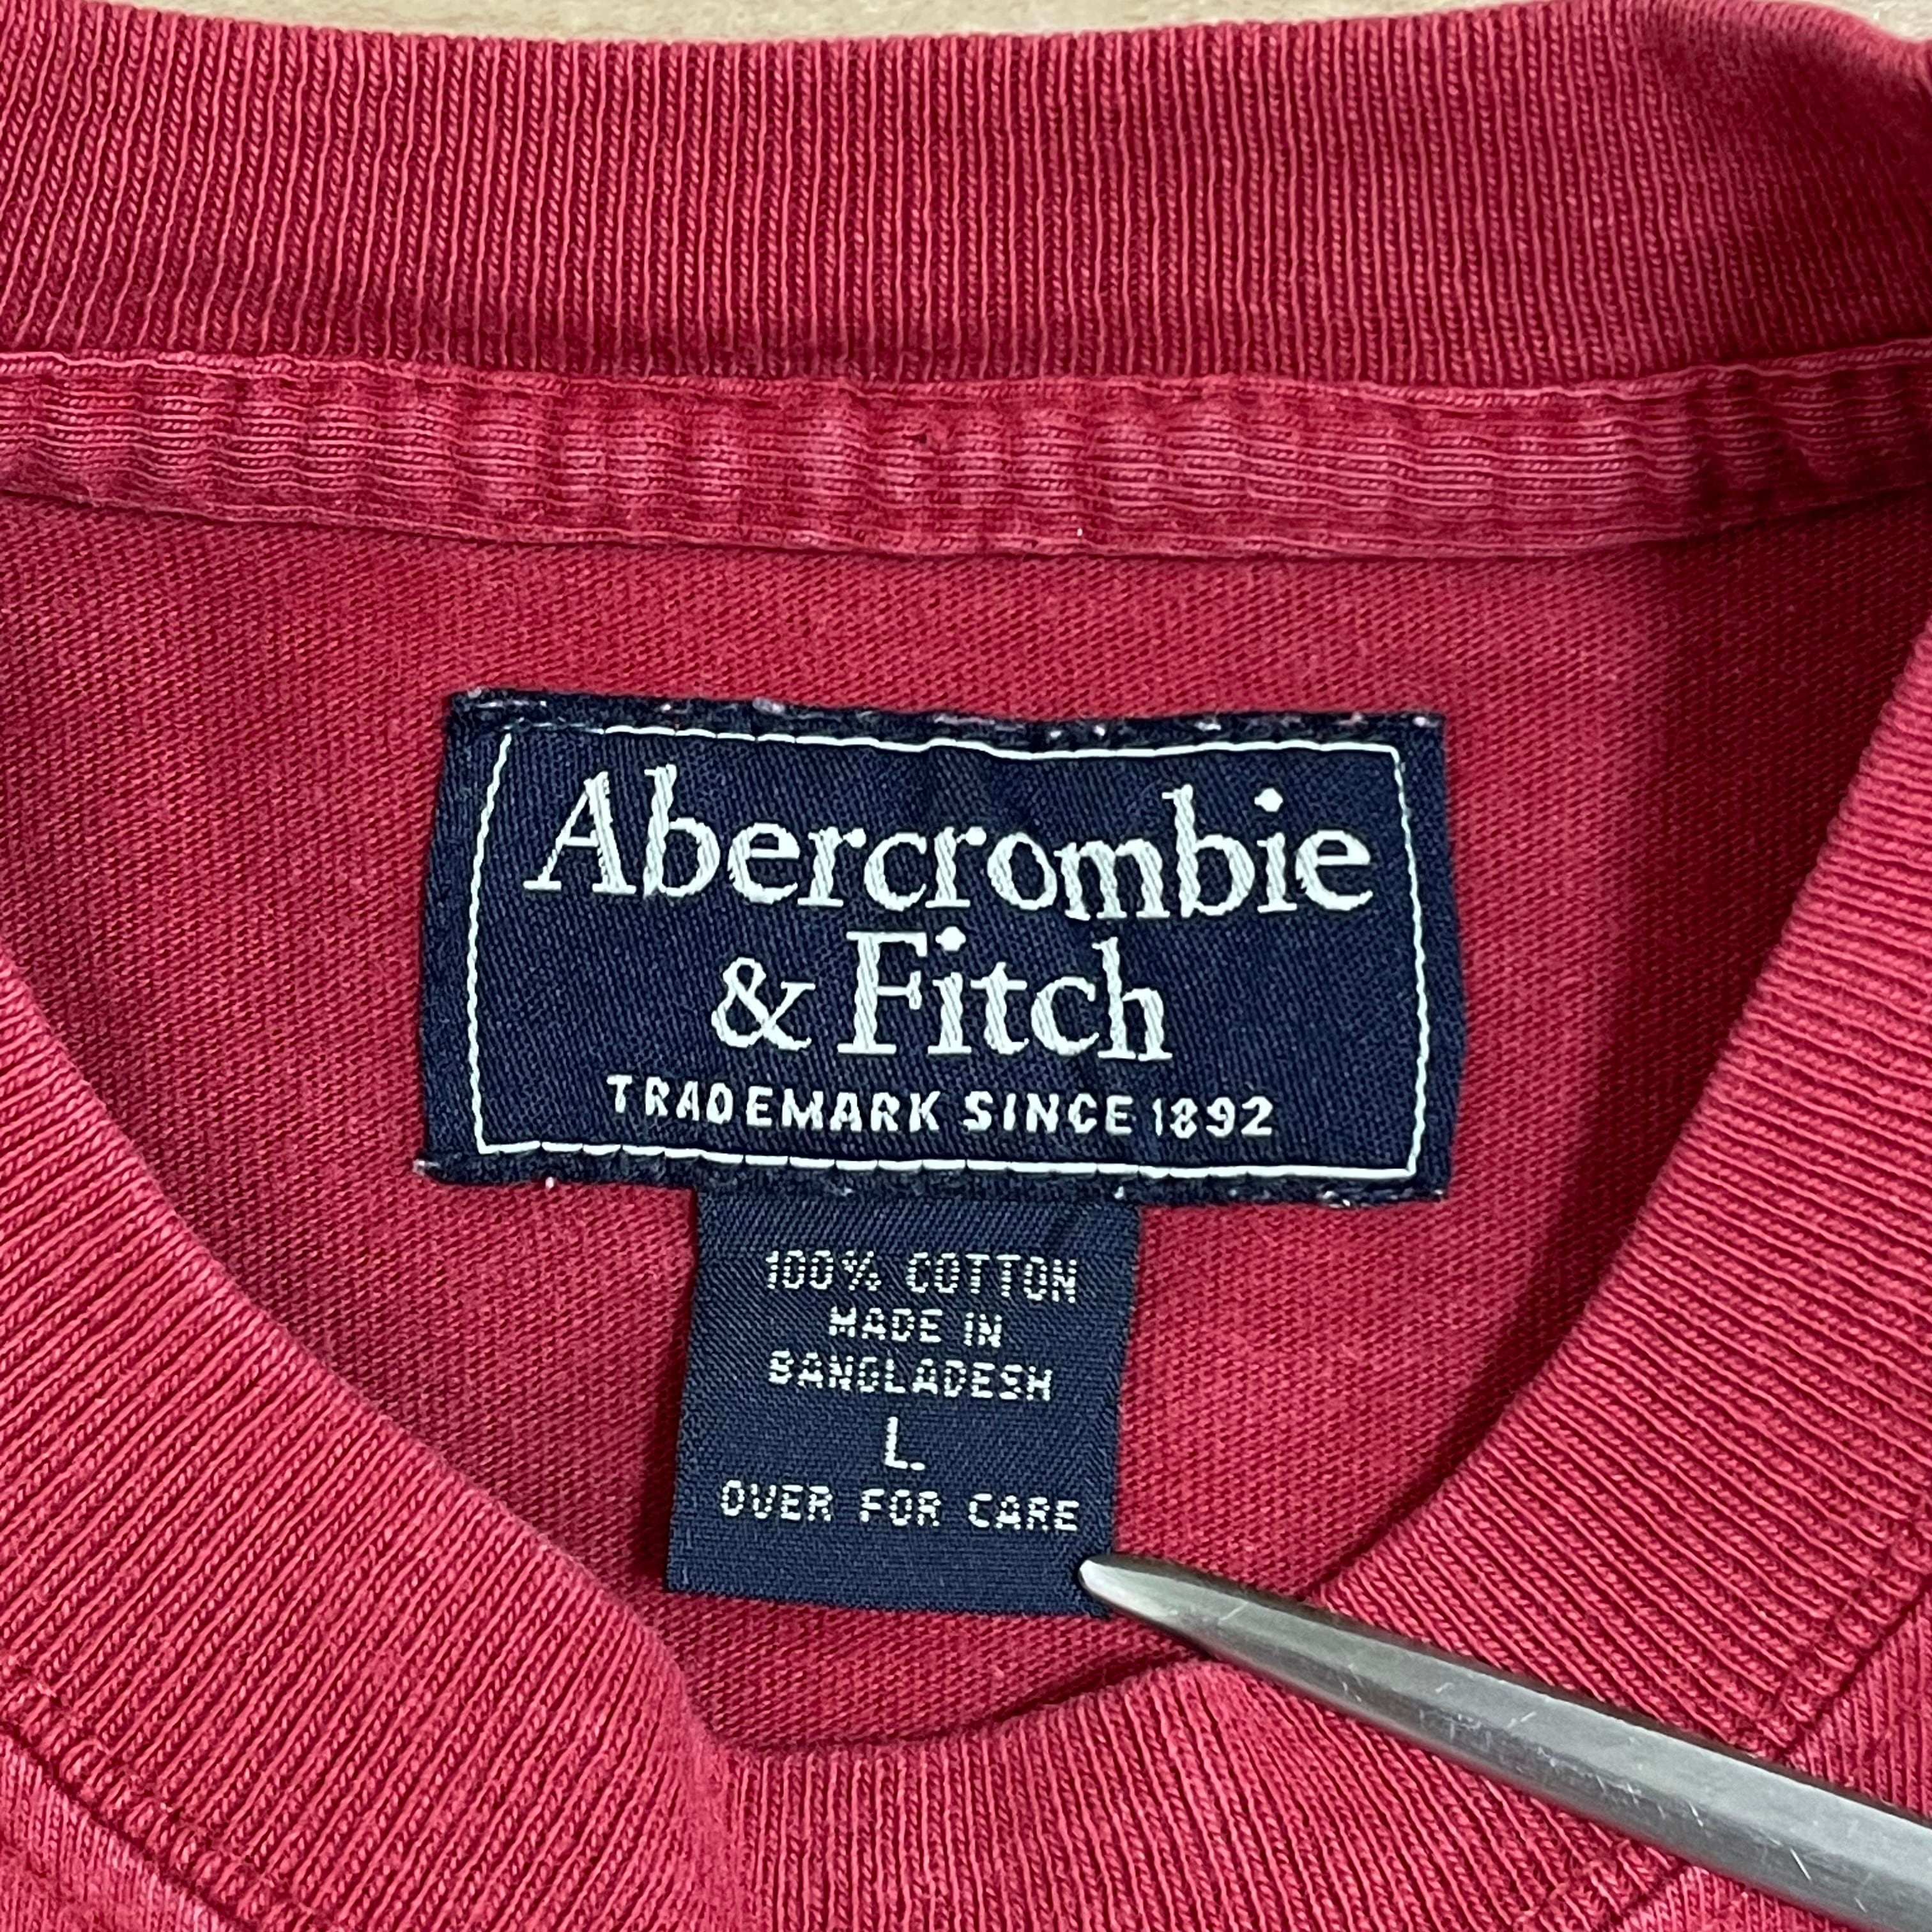 Abercrombie
& Fitch
TRADEMARK SINCE 1892
100% COTTON
MADE IN
BANGLADESH
L
OVER FOR CARE